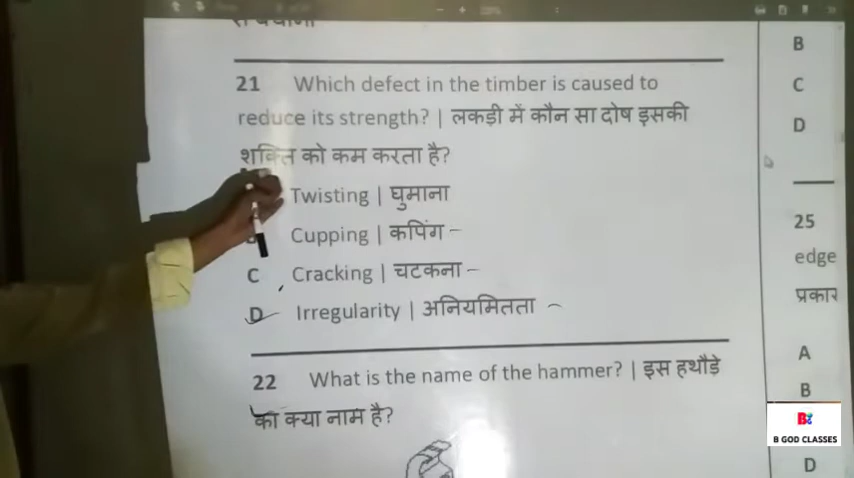 21 Which defect in the timber is caused to
reduce its strength? | लकड़ी में कौन सा दोष इसकी
शक्ति को कम करता है?
Twisting | घुमाना
Cupping | कपिंग
C Cracking | चटकना
D Irregularity | अनियमितता
22 What is the name of the hammer? | इस हथौड़े
का क्या नाम है?
B
C
D
25
edge
प्रकार
A
B
D
B GOD CLASSES